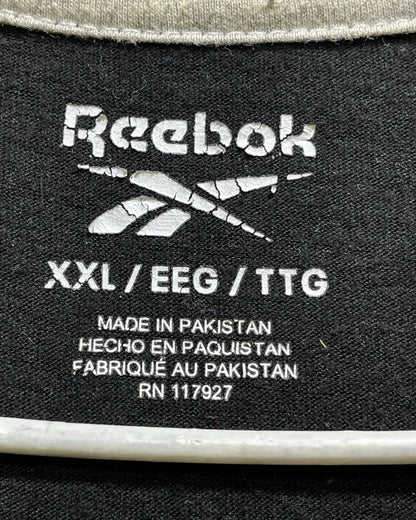 Reebok
XXL / EEG / TTG
MADE IN PAKISTAN
HECHO EN PAQUISTAN
FABRIQUÉ AU PAKISTAN
RN 117927